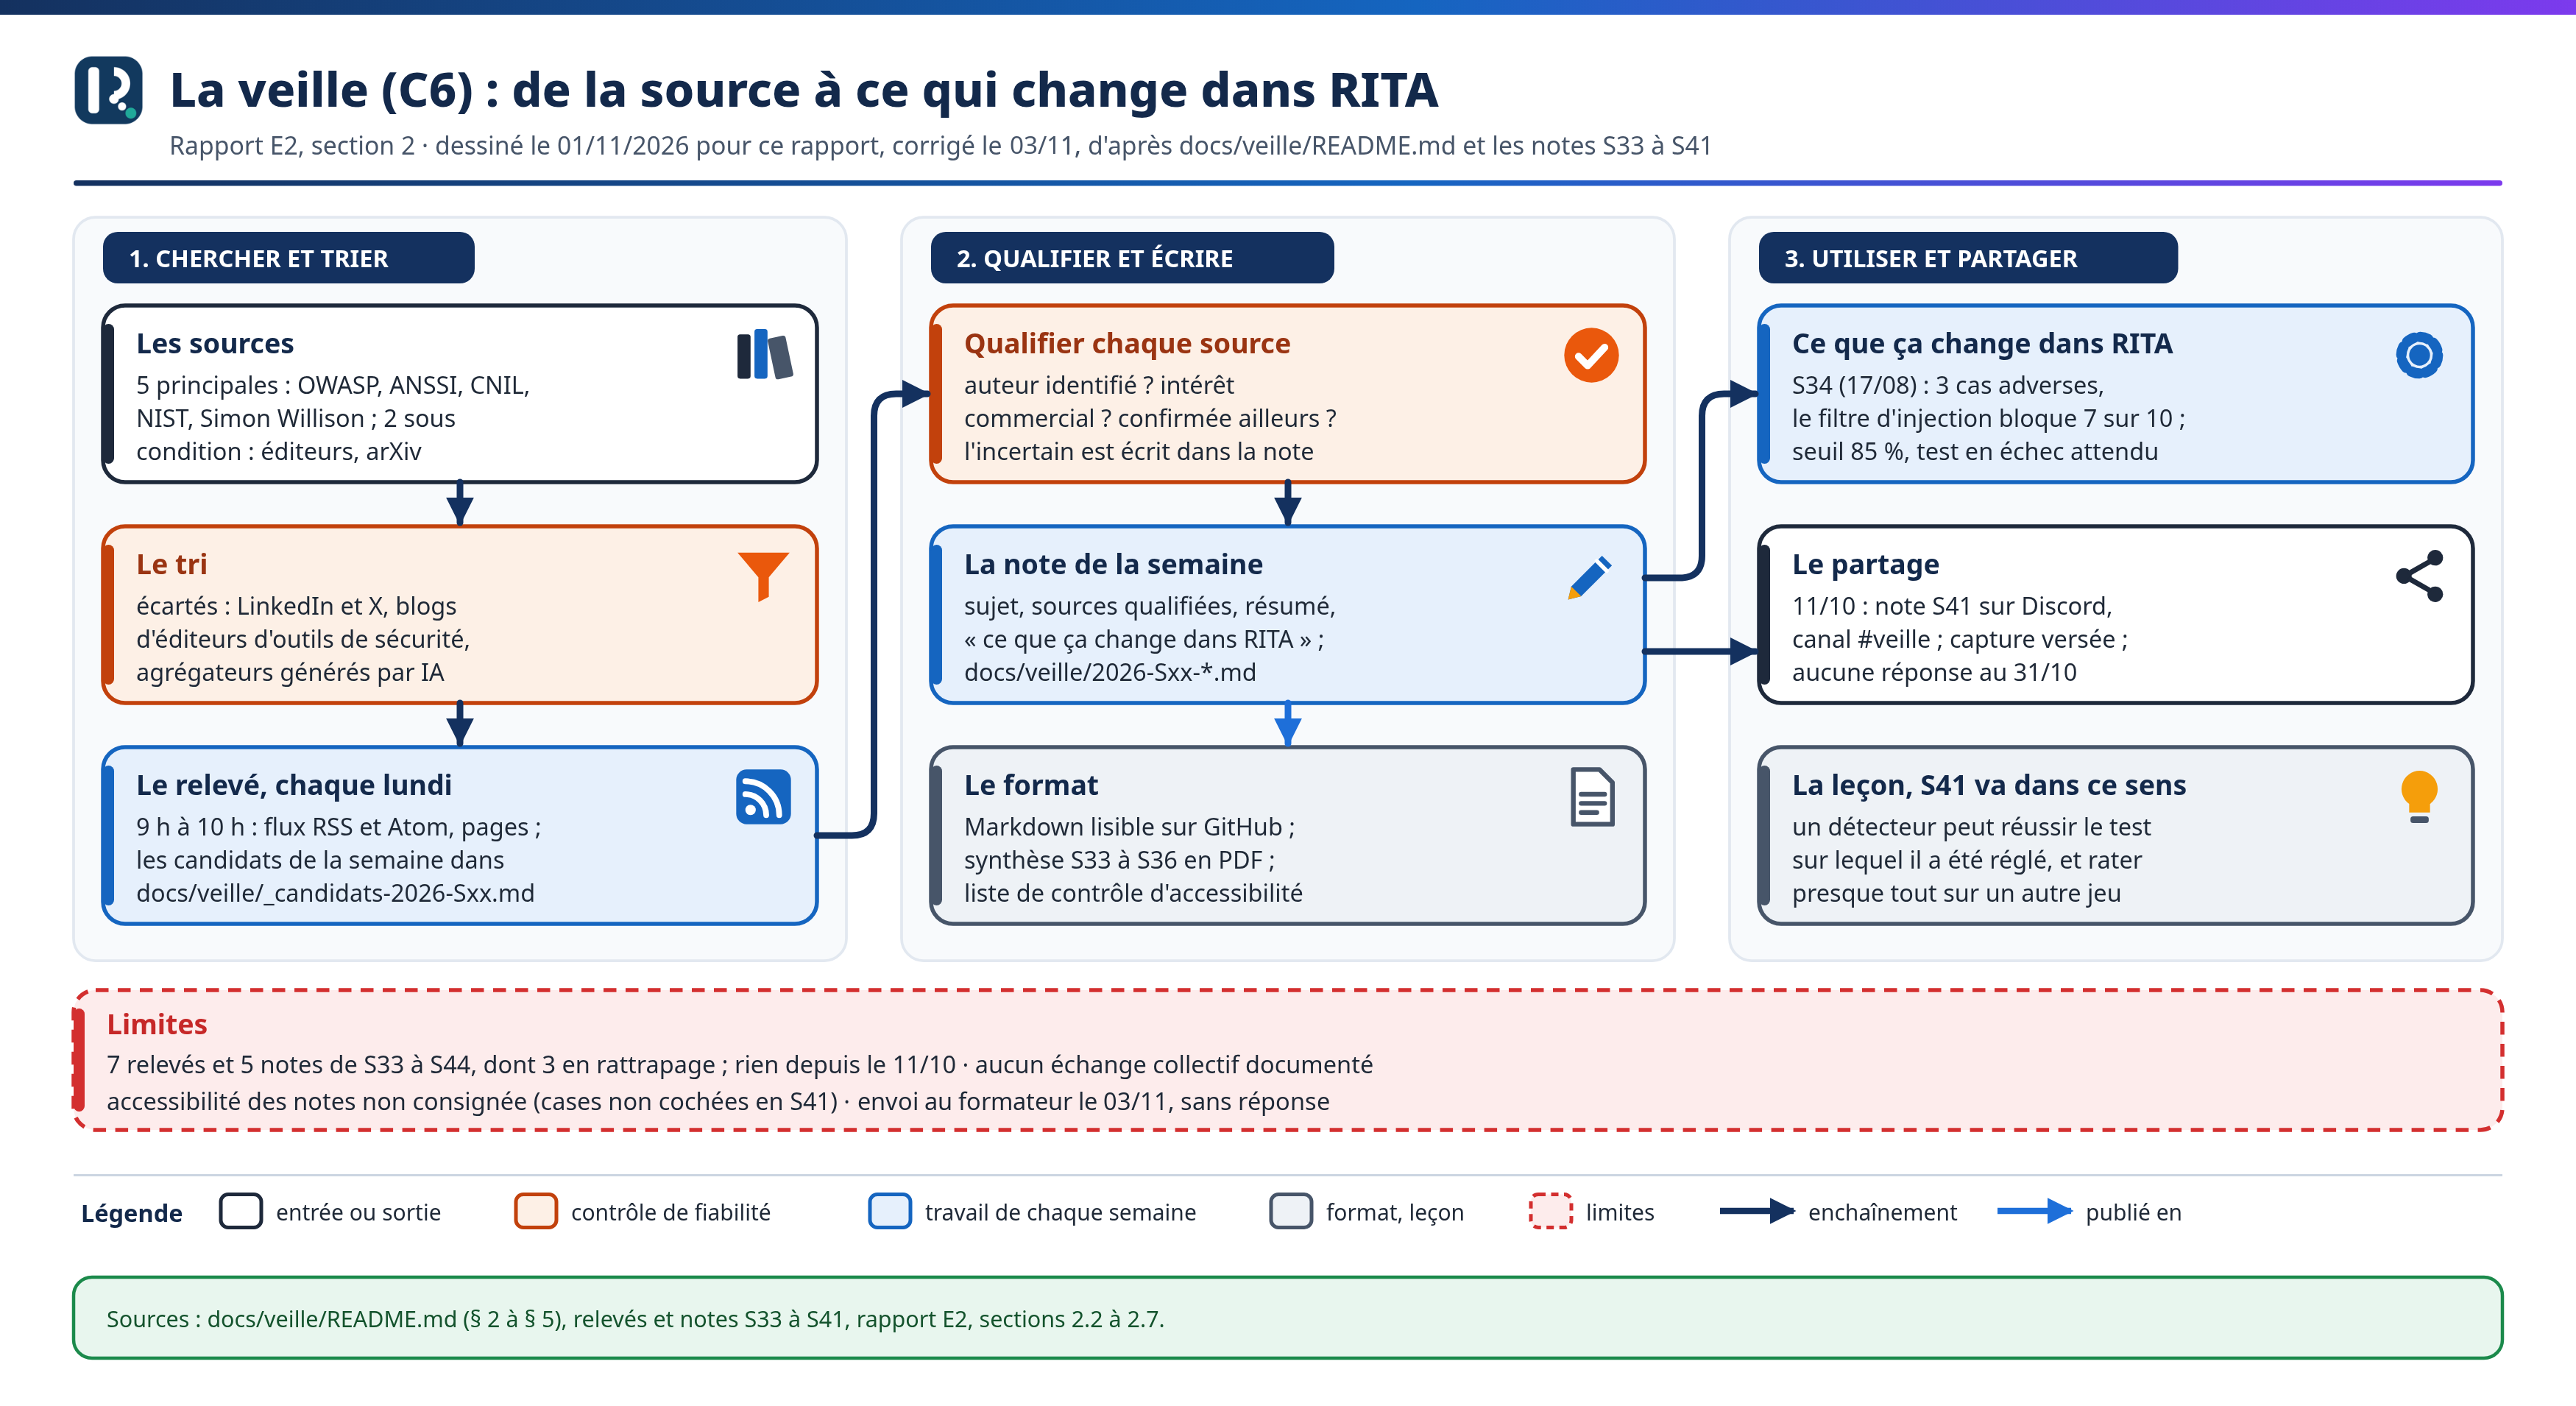 La veille (C6) : de la source à ce qui change dans RITA
Rapport E2, section 2 · dessiné le 01/11/2026 pour ce rapport, corrigé le 03/11, d'après docs/veille/README.md et les notes S33 à S41
1. CHERCHER ET TRIER
Les sources
5 principales : OWASP, ANSSI, CNIL,
NIST, Simon Willison ; 2 sous
condition : éditeurs, arXiv
Le tri
écartés : LinkedIn et X, blogs
d'éditeurs d'outils de sécurité,
agrégateurs générés par IA
Le relevé, chaque lundi
9 h à 10 h : flux RSS et Atom, pages ;
les candidats de la semaine dans
docs/veille/_candidats-2026-Sxx.md
2. QUALIFIER ET ÉCRIRE
Qualifier chaque source
auteur identifié ? intérêt
commercial ? confirmée ailleurs ?
l'incertain est écrit dans la note
La note de la semaine
sujet, sources qualifiées, résumé,
« ce que ça change dans RITA » ;
docs/veille/2026-Sxx-*.md
Le format
Markdown lisible sur GitHub ;
synthèse S33 à S36 en PDF ;
liste de contrôle d'accessibilité
3. UTILISER ET PARTAGER
Ce que ça change dans RITA
S34 (17/08) : 3 cas adverses,
le filtre d'injection bloque 7 sur 10 ;
seuil 85 %, test en échec attendu
Le partage
11/10 : note S41 sur Discord,
canal #veille ; capture versée ;
aucune réponse au 31/10
La leçon, S41 va dans ce sens
un détecteur peut réussir le test
sur lequel il a été réglé, et rater
presque tout sur un autre jeu
Limites
7 relevés et 5 notes de S33 à S44, dont 3 en rattrapage ; rien depuis le 11/10 · aucun échange collectif documenté
accessibilité des notes non consignée (cases non cochées en S41) · envoi au formateur le 03/11, sans réponse
Légende
entrée ou sortie
contrôle de fiabilité
travail de chaque semaine
format, leçon
limites
enchaînement
publié en
Sources : docs/veille/README.md (§ 2 à § 5), relevés et notes S33 à S41, rapport E2, sections 2.2 à 2.7.